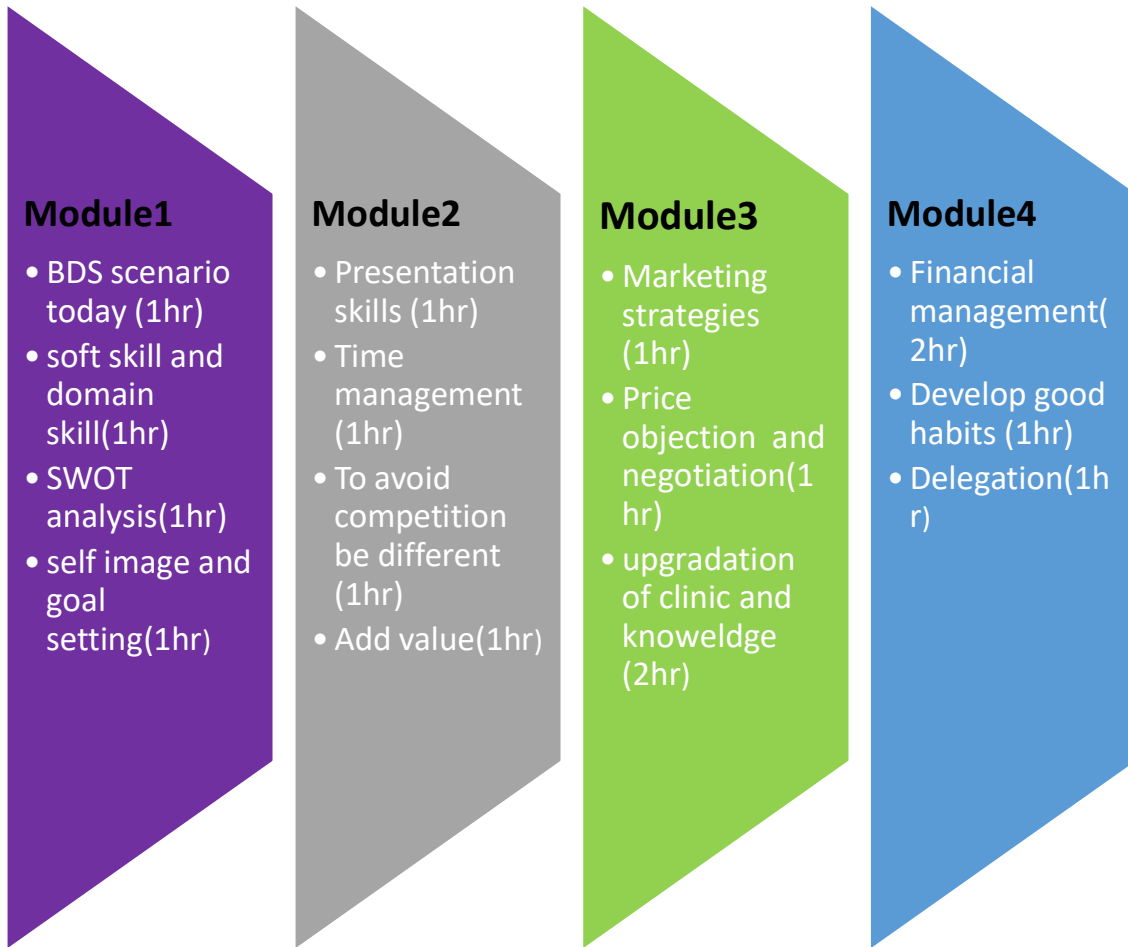 Module1
• BDS scenario
today (1hr)
• soft skill and
domain
skill(1hr)
• SWOT
analysis(1hr)
• self image and
goal
setting(1hr)
Module2
• Presentation
skills (1hr)
• Time
management
(1hr)
• To avoid
competition
be different
(1hr)
• Add value(1hr)
Module3
• Marketing
strategies
(1hr)
• Price
objection and
negotiation(1
hr)
• upgradation
of clinic and
knoweldge
(2hr)
Module4
• Financial
management(
2hr)
• Develop good
habits (1hr)
• Delegation(1h
r)